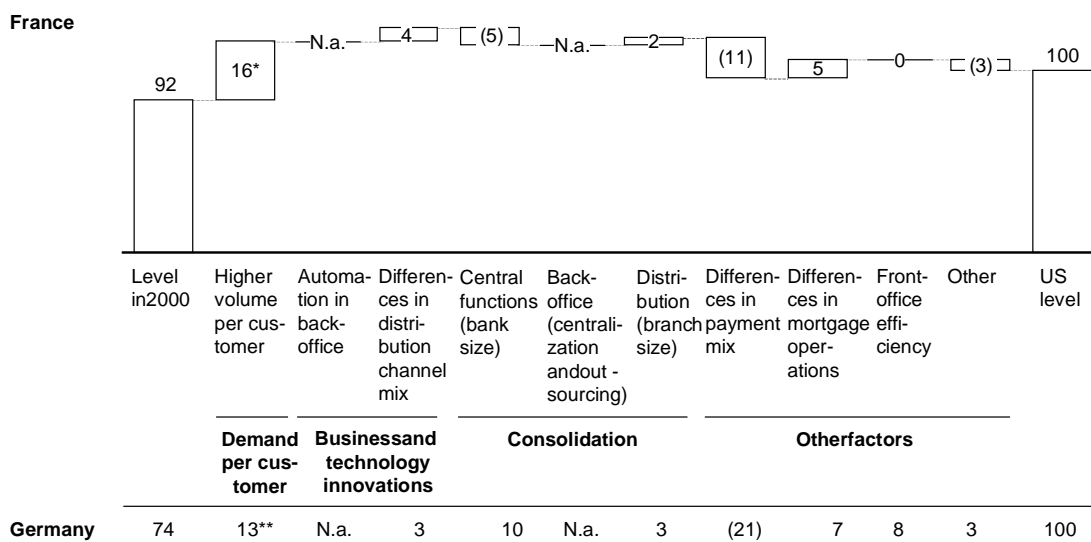 France
92
16*
N.a.
4
(5)
N.a.
2
(11)
5
0
(3)
100
Level
in2000
Higher
volume
per cus-
tomer
Automa-
tion in
back-
office
Differen-
ces in
distri-
bution
channel
mix
Central
functions
(bank
size)
Back-
office
(centrali-
zation
andout -
sourcing)
Distri-
bution
(branch
size)
Differen-
ces in
payment
mix
Differen-
ces in
mortgage
oper-
ations
Front-
office
effi-
ciency
Other
US
level
Demand
per cus-
tomer
Businessand
technology
innovations
Consolidation
Otherfactors
Germany 74 13** N.a. 3 10 N.a. 3 (21) 7 8 3 100